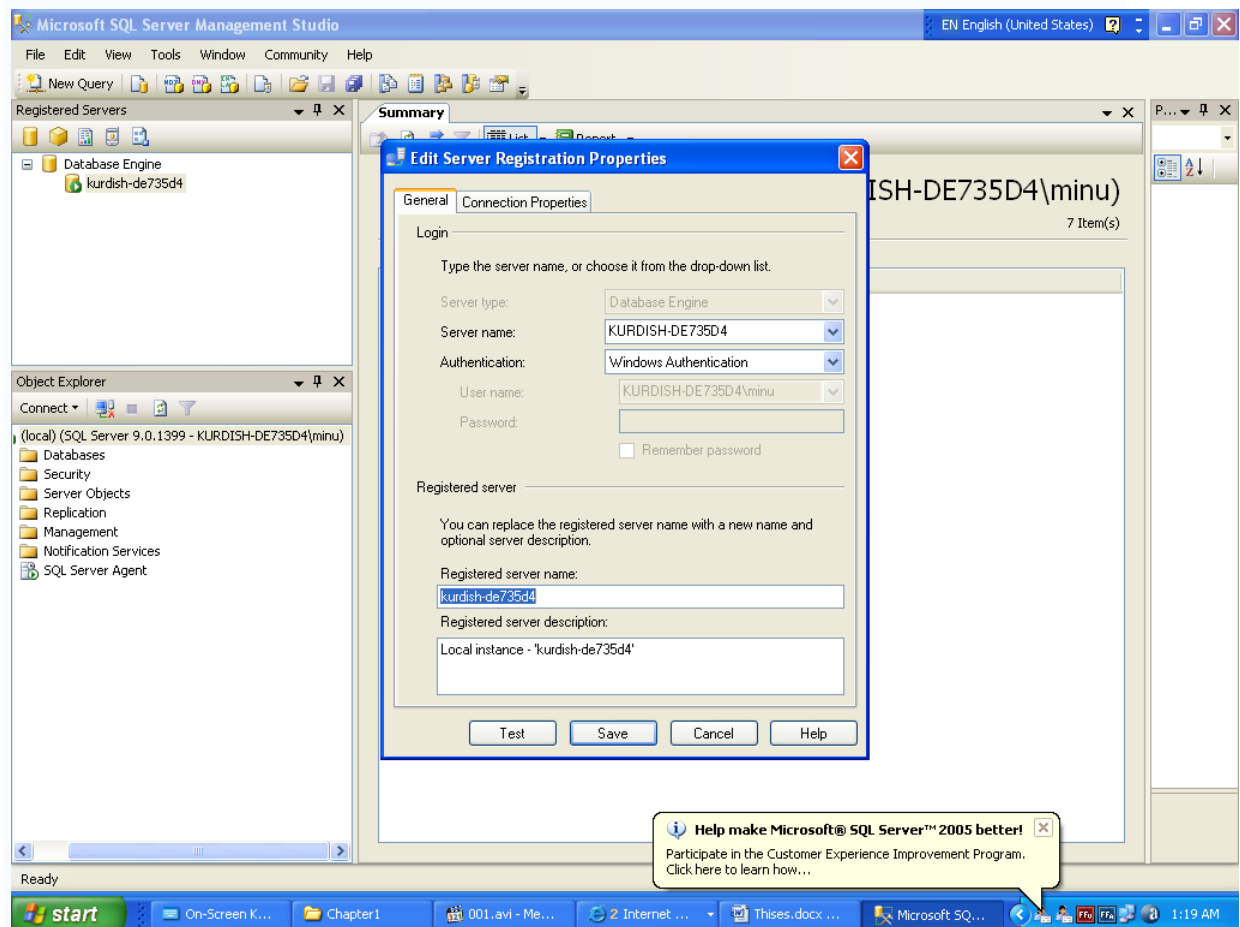 Microsoft SQL Server Management Studio
EN English (United States)
File Edit View Tools Window Community Help
New Query
Registered Servers
Database Engine
kurdish-de735d4
Summary
List Report
ISH-DE735D4\minu)
7 Item(s)
P...
Edit Server Registration Properties
General Connection Properties
Login
Type the server name, or choose it from the drop-down list.
Server type: Database Engine
Server name: KURDISH-DE735D4
Authentication: Windows Authentication
User name: KURDISH-DE735D4\minu
Password:
Remember password
Registered server
You can replace the registered server name with a new name and
optional server description.
Registered server name:
kurdish-de735d4
Registered server description:
Local instance - 'kurdish-de735d4'
Test Save Cancel Help
Object Explorer
Connect
(local) (SQL Server 9.0.1399 - KURDISH-DE735D4\minu)
Databases
Security
Server Objects
Replication
Management
Notification Services
SQL Server Agent
Help make Microsoft® SQL Server™ 2005 better!
Participate in the Customer Experience Improvement Program.
Click here to learn how...
Ready
start
On-Screen K...
Chapter1
001.avi - Me...
2 Internet ...
Thises.docx ...
Microsoft SQ...
1:19 AM